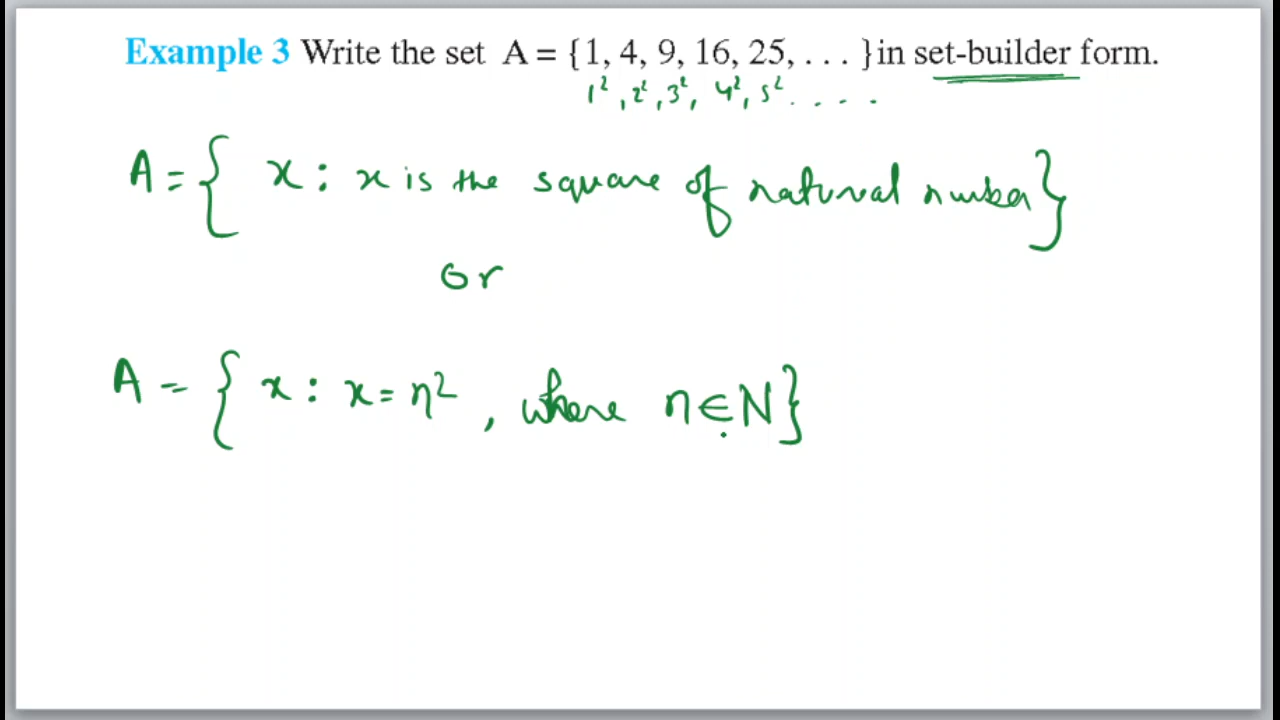 Example 3 Write the set A = {1, 4, 9, 16, 25, . . . }in set-builder form.
1², 2², 3², 4², 5² . . . .
A = { x : x is the square of natural number }
or
A = { x : x = n², where n ∈ N }